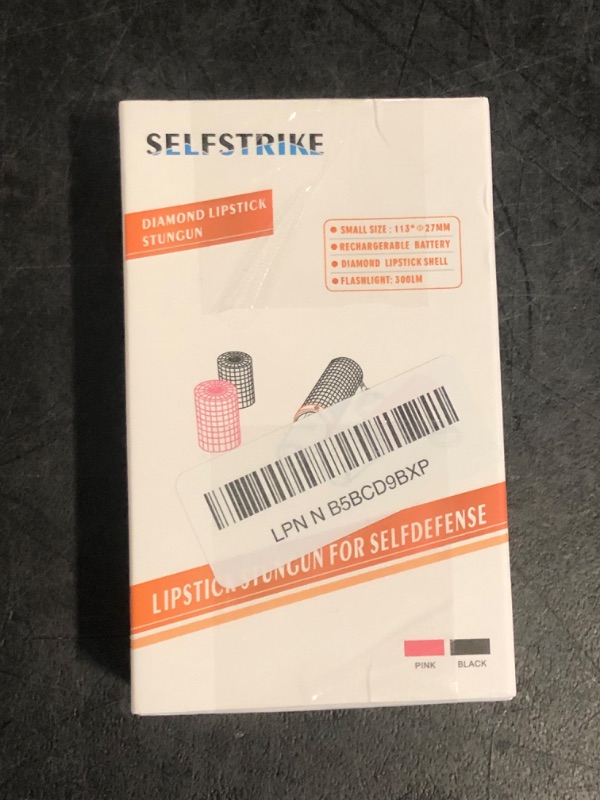 SELFSTRIKE
DIAMOND LIPSTICK
STUNGUN
● SMALL SIZE : 113* Φ27MM
● RECHARGERABLE BATTERY
● DIAMOND LIPSTICK SHELL
● FLASHLIGHT: 300LM
LPN N B5BCD9BXP
LIPSTICK STUNGUN FOR SELFDEFENSE
PINK BLACK